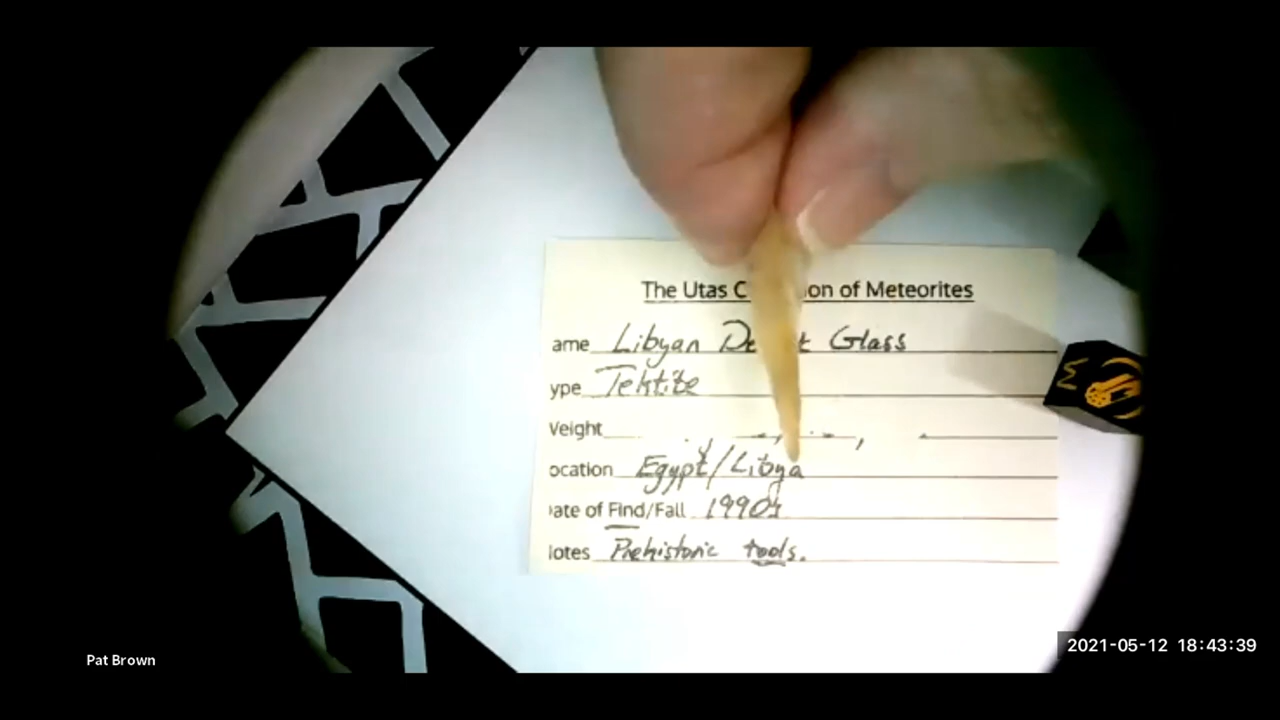 The Utas C on of Meteorites
ame Libyan De t Glass
ype Tektite
Weight
ocation Egypt/Libya
ate of Find/Fall 1990s
lotes Prehistoric tools.
Pat Brown
2021-05-12 18:43:39